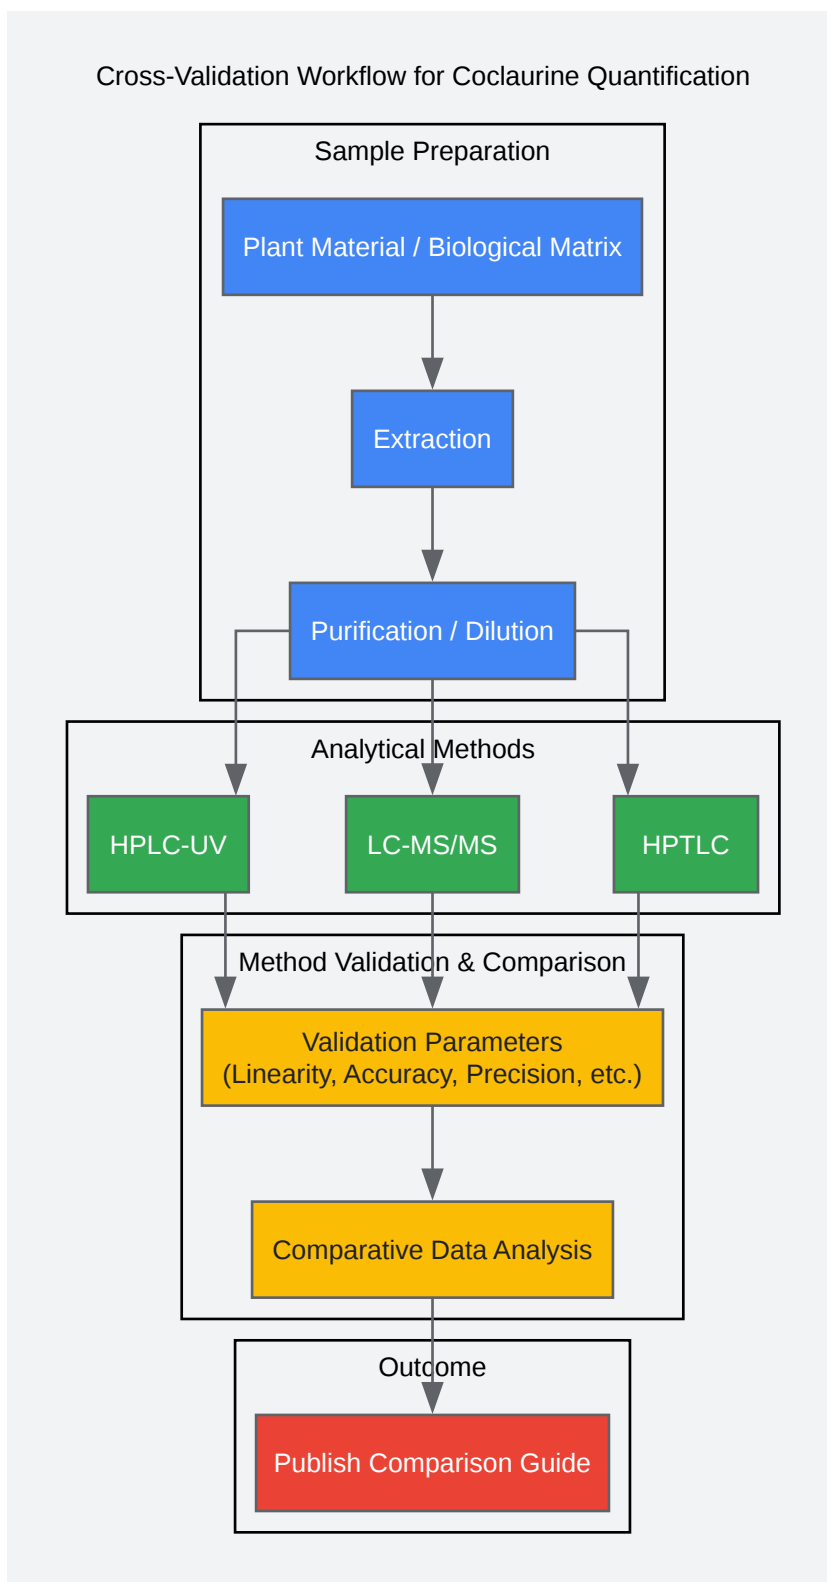 Cross-Validation Workflow for Coclaurine Quantification
Sample Preparation
Plant Material / Biological Matrix
Extraction
Purification / Dilution
Analytical Methods
HPLC-UV
LC-MS/MS
HPTLC
Method Validation & Comparison
Validation Parameters
(Linearity, Accuracy, Precision, etc.)
Comparative Data Analysis
Outcome
Publish Comparison Guide